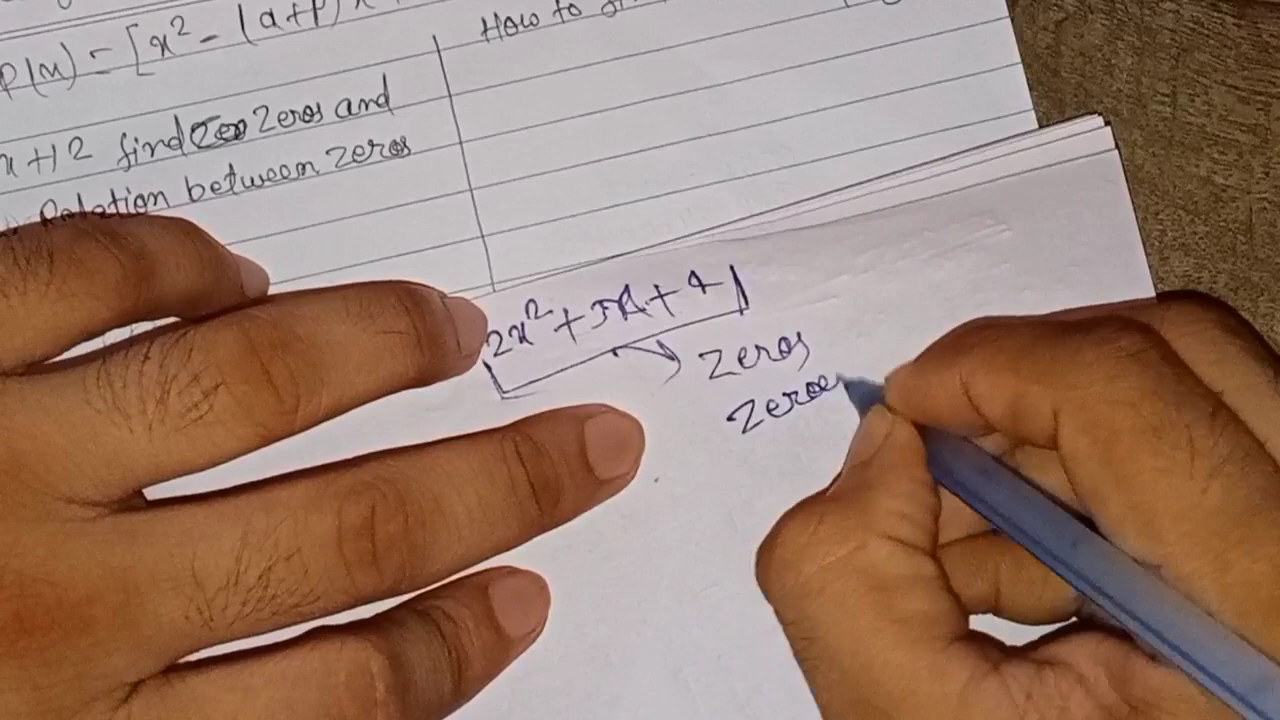 P(x) = [x² - (α+β)x
How to
x+12 find zeros and
Relation between zeros
2x² + 5x + 4
zeros
zeroes